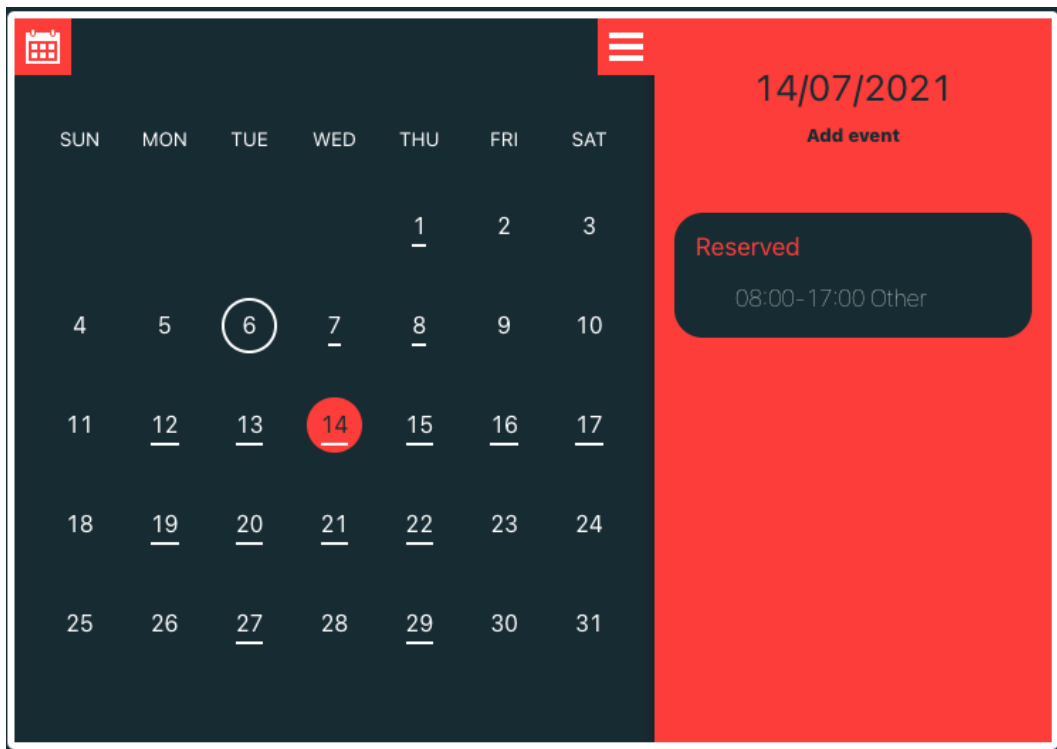 SUN MON TUE WED THU FRI SAT
1 2 3
4 5 6 7 8 9 10
11 12 13 14 15 16 17
18 19 20 21 22 23 24
25 26 27 28 29 30 31
14/07/2021
Add event
Reserved
08:00-17:00 Other